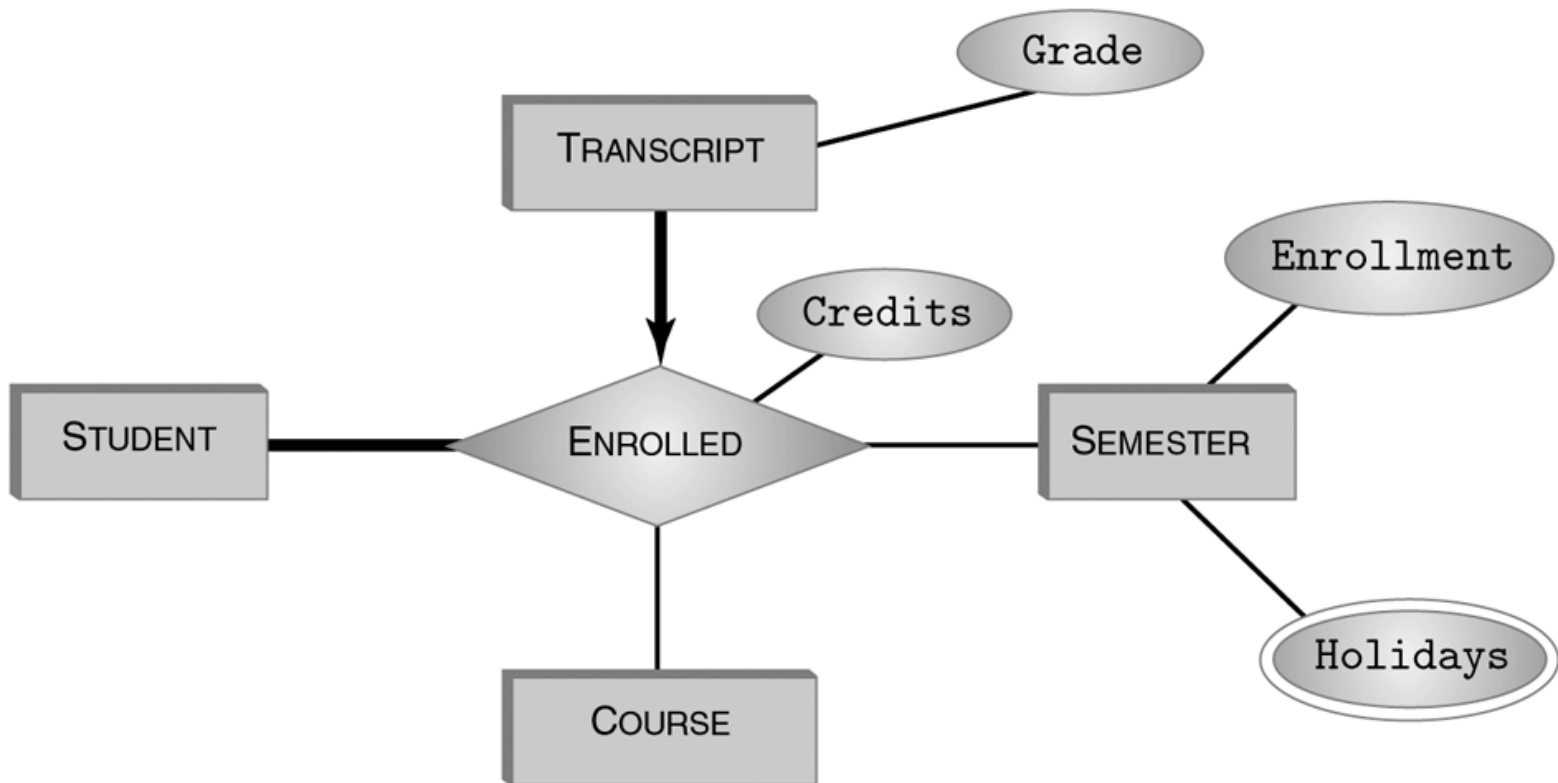 Grade
TRANSCRIPT
Enrollment
Credits
STUDENT
ENROLLED
SEMESTER
Holidays
COURSE